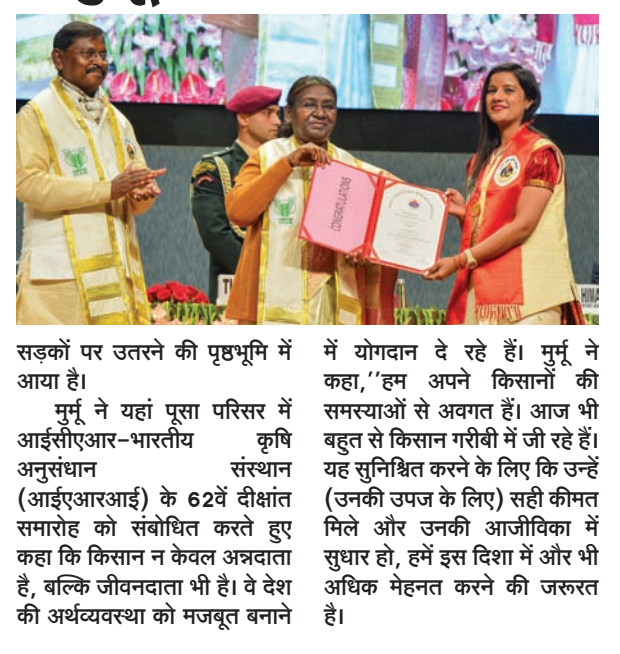 CONGRATULATIONS
सड़कों पर उतरने की पृष्ठभूमि में
आया है।
मुर्मू ने यहां पूसा परिसर में
आईसीएआर-भारतीय कृषि
अनुसंधान संस्थान
(आईएआरआई) के 62वें दीक्षांत
समारोह को संबोधित करते हुए
कहा कि किसान न केवल अन्नदाता
है, बल्कि जीवनदाता भी है। वे देश
की अर्थव्यवस्था को मजबूत बनाने
में योगदान दे रहे हैं। मुर्मू ने
कहा,''हम अपने किसानों की
समस्याओं से अवगत हैं। आज भी
बहुत से किसान गरीबी में जी रहे हैं।
यह सुनिश्चित करने के लिए कि उन्हें
(उनकी उपज के लिए) सही कीमत
मिले और उनकी आजीविका में
सुधार हो, हमें इस दिशा में और भी
अधिक मेहनत करने की जरूरत
है।